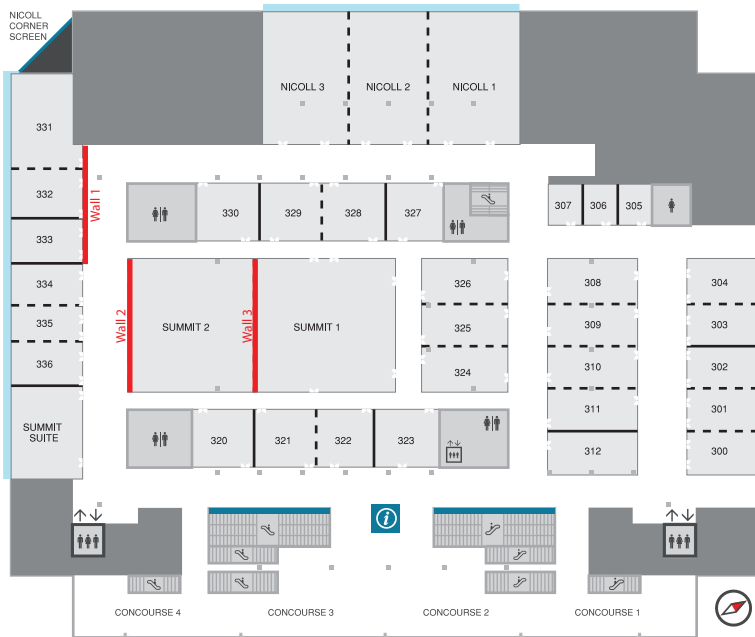 NICOLL
CORNER
SCREEN
NICOLL 3
NICOLL 2
NICOLL 1
331
332
Wall 1
333
330
329
328
327
307
306
305
334
335
336
Wall 2
SUMMIT 2
Wall 3
SUMMIT 1
326
325
324
308
309
310
311
312
304
303
302
301
300
SUMMIT
SUITE
320
321
322
323
i
CONCOURSE 4
CONCOURSE 3
CONCOURSE 2
CONCOURSE 1